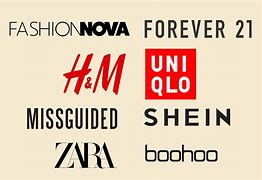 FASHIONNOVA
FOREVER 21
H&M
UNI
QLO
MISSGUIDED
SHEIN
ZARA
boohoo